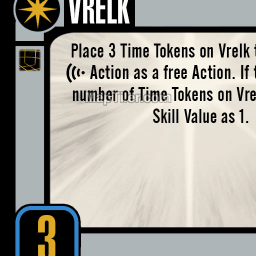 VRELK
Place 3 Time Tokens on Vrelk
Action as a free Action. If
number of Time Tokens on Vre
Skill Value as 1.
3